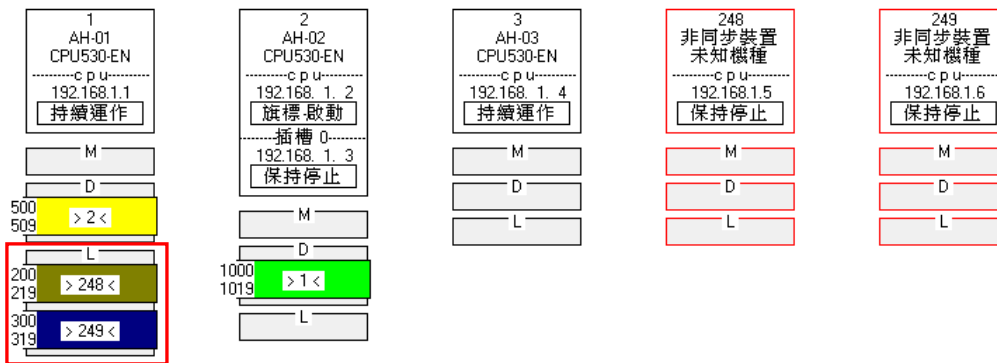 1
AH-01
CPU530-EN
cpu
192.168.1.1
持續運作
M
D
500
509
> 2 <
L
200
219
> 248 <
300
319
> 249 <
2
AH-02
CPU530-EN
cpu
192.168. 1. 2
旗標-啟動
插槽 0
192.168. 1. 3
保持停止
M
D
1000
1019
> 1 <
L
3
AH-03
CPU530-EN
cpu
192.168. 1. 4
持續運作
M
D
L
248
非同步裝置
未知機種
cpu
192.168.1.5
保持停止
M
D
L
249
非同步裝置
未知機種
cpu
192.168.1.6
保持停止
M
D
L